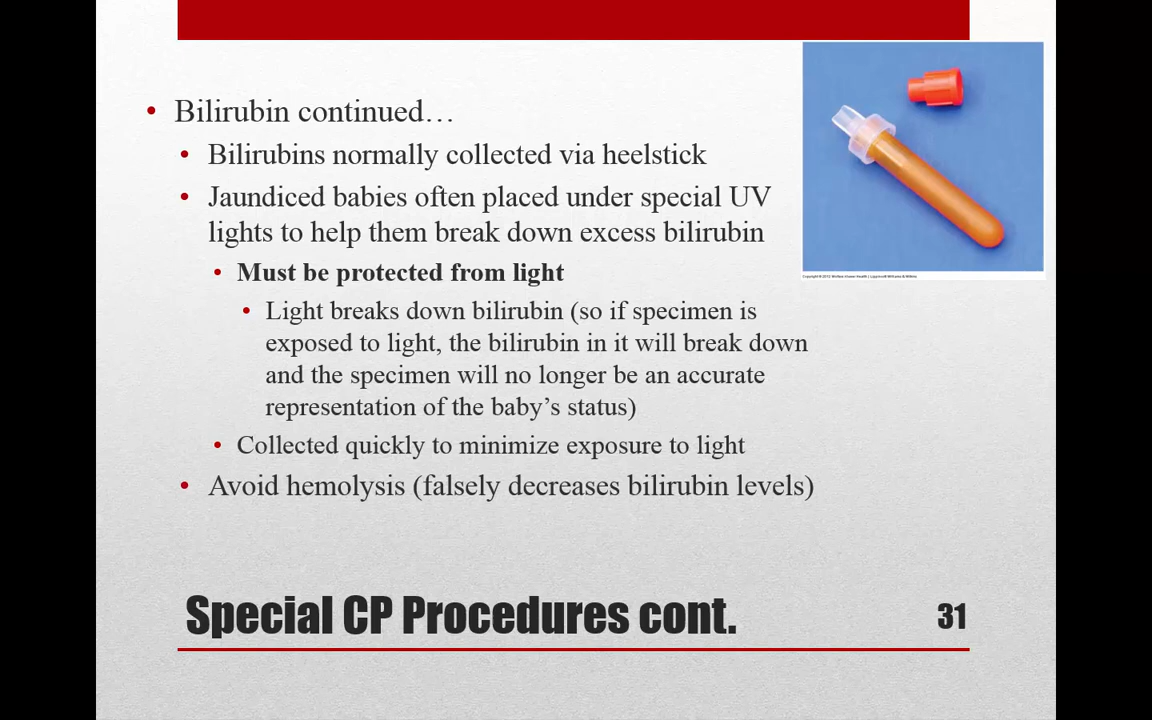 • Bilirubin continued…
• Bilirubins normally collected via heelstick
• Jaundiced babies often placed under special UV
lights to help them break down excess bilirubin
• Must be protected from light
• Light breaks down bilirubin (so if specimen is
exposed to light, the bilirubin in it will break down
and the specimen will no longer be an accurate
representation of the baby’s status)
• Collected quickly to minimize exposure to light
• Avoid hemolysis (falsely decreases bilirubin levels)
Special CP Procedures cont.
31